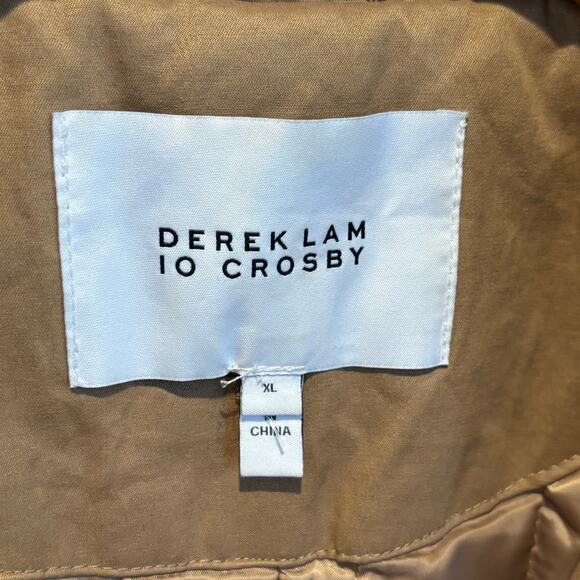 DEREK LAM
10 CROSBY
XL
CHINA